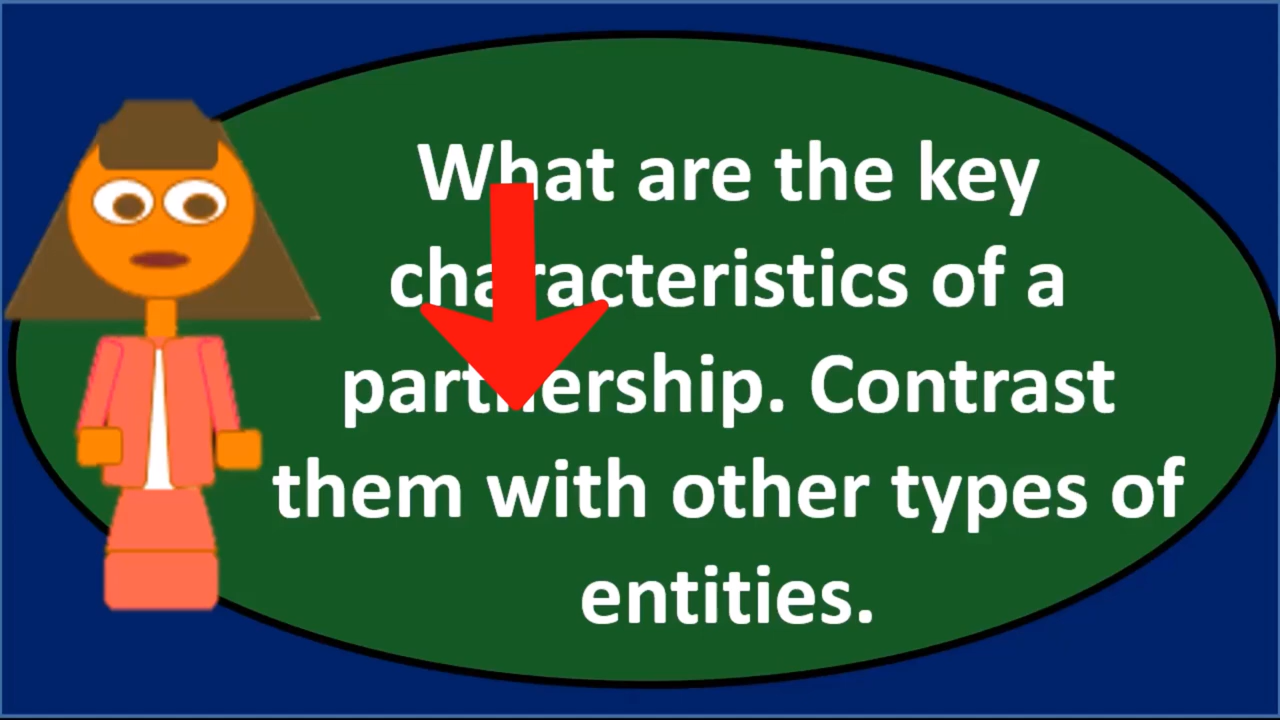 What are the key
characteristics of a
partnership. Contrast
them with other types of
entities.